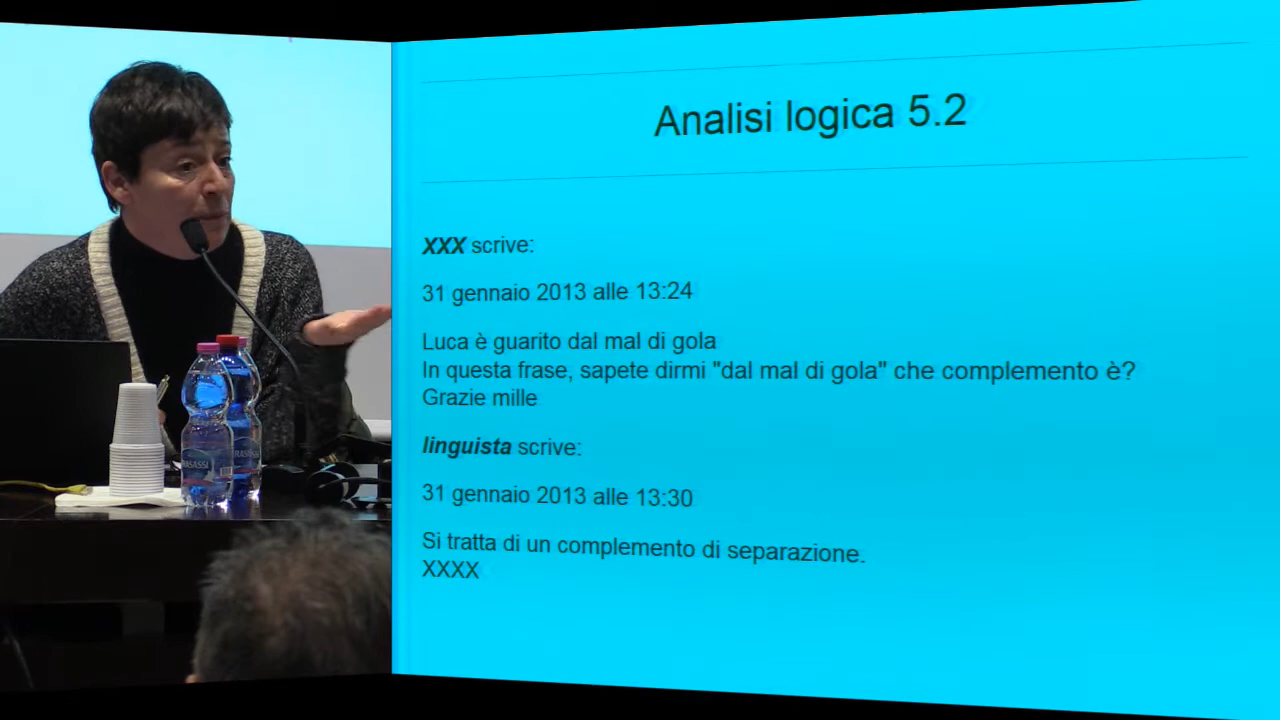 Analisi logica 5.2
XXX scrive:
31 gennaio 2013 alle 13:24
Luca è guarito dal mal di gola
In questa frase, sapete dirmi "dal mal di gola" che complemento è?
Grazie mille
linguista scrive:
31 gennaio 2013 alle 13:30
Si tratta di un complemento di separazione.
XXXX